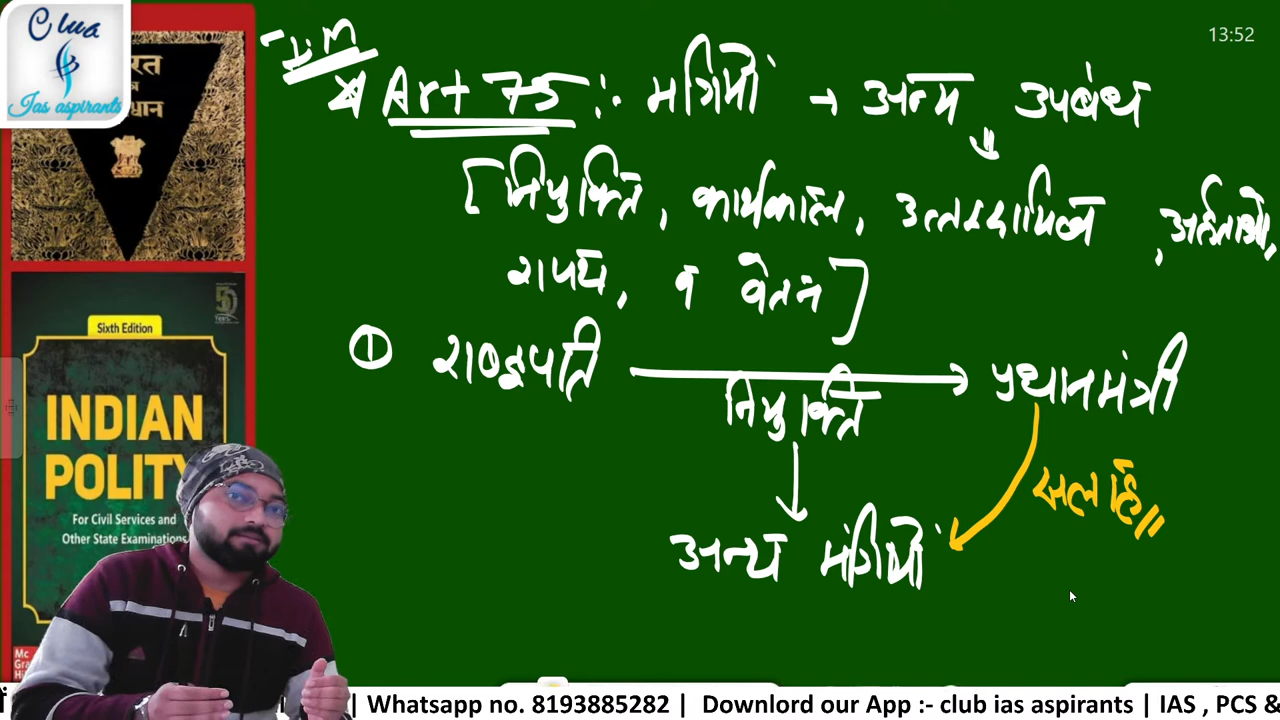 Clua
Ias aspirants
13:52
Imp
* Art 75 :- मंत्रियों → अन्य उपबंध
[नियुक्ति, कार्यकाल, उत्तरदायित्व, अर्हताओं,
शपथ, व वेतन]
① राष्ट्रपति → प्रधानमंत्री
नियुक्ति
सलाह॥
अन्य मंत्रियों
Sixth Edition
INDIAN
POLITY
For Civil Services and
Other State Examinations
| Whatsapp no. 8193885282 | Downlord our App :- club ias aspirants | IAS , PCS &